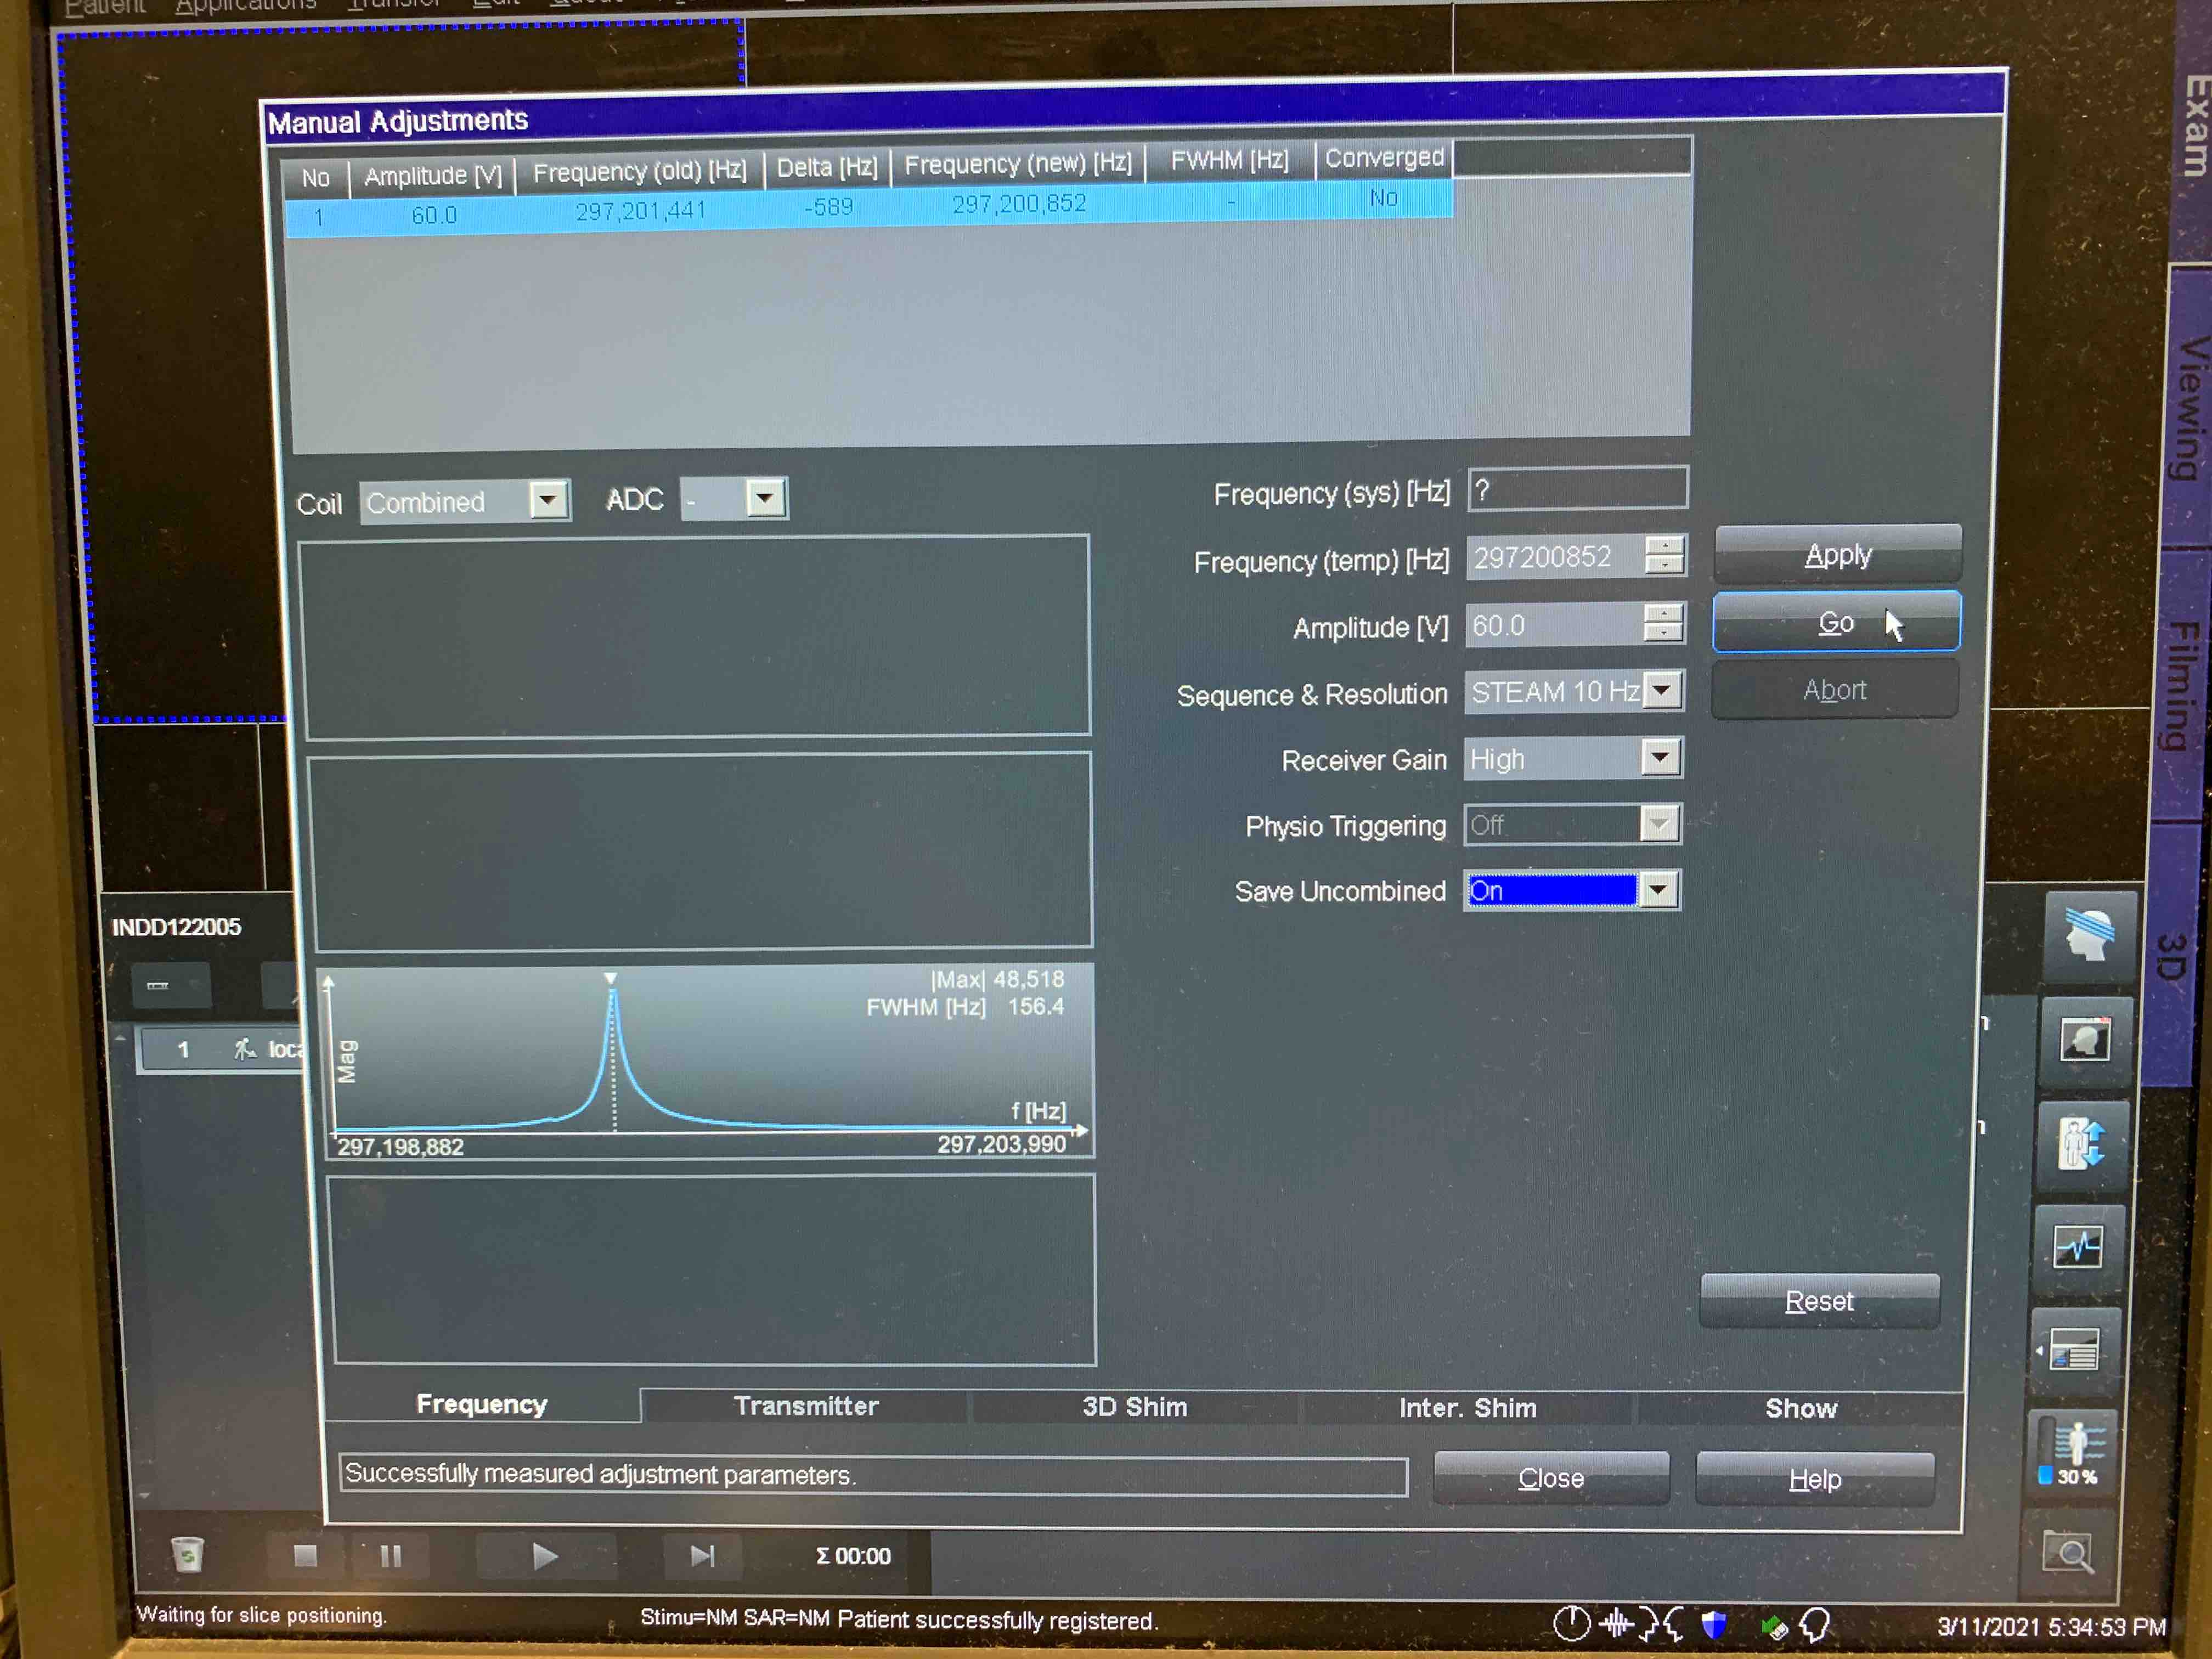 Patient Applications Transfer Edit
Manual Adjustments
No Amplitude [V] Frequency (old) [Hz] Delta [Hz] Frequency (new) [Hz] FWHM [Hz] Converged
1 60.0 297,201,441 -589 297,200,852 - No
Coil Combined ADC -
Frequency (sys) [Hz] ?
Frequency (temp) [Hz] 297200852 Apply
Amplitude [V] 60.0 Go
Sequence & Resolution STEAM 10 Hz Abort
Receiver Gain High
Physio Triggering Off
Save Uncombined On
|Max| 48,518
FWHM [Hz] 156.4
Mag
f [Hz]
297,198,882 297,203,990
Reset
Frequency Transmitter 3D Shim Inter. Shim Show
Successfully measured adjustment parameters. Close Help
INDD122005
1 loca
Σ 00:00
Waiting for slice positioning. Stimu=NM SAR=NM Patient successfully registered. 3/11/2021 5:34:53 PM
30 %
Exam
Viewing
Filming
3D